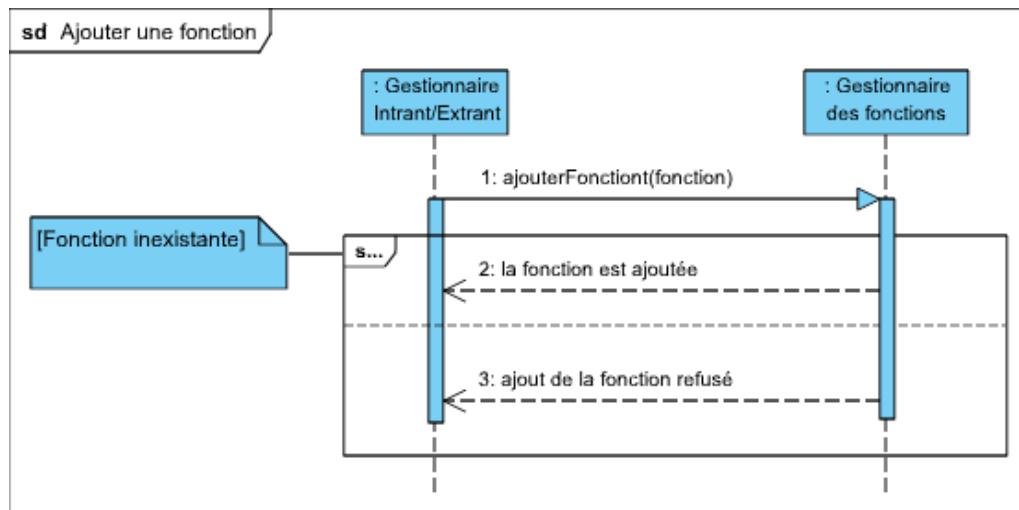 sd Ajouter une fonction
: Gestionnaire
Intrant/Extrant
: Gestionnaire
des fonctions
1: ajouterFonctiont(fonction)
[Fonction inexistante]
s...
2: la fonction est ajoutée
3: ajout de la fonction refusé